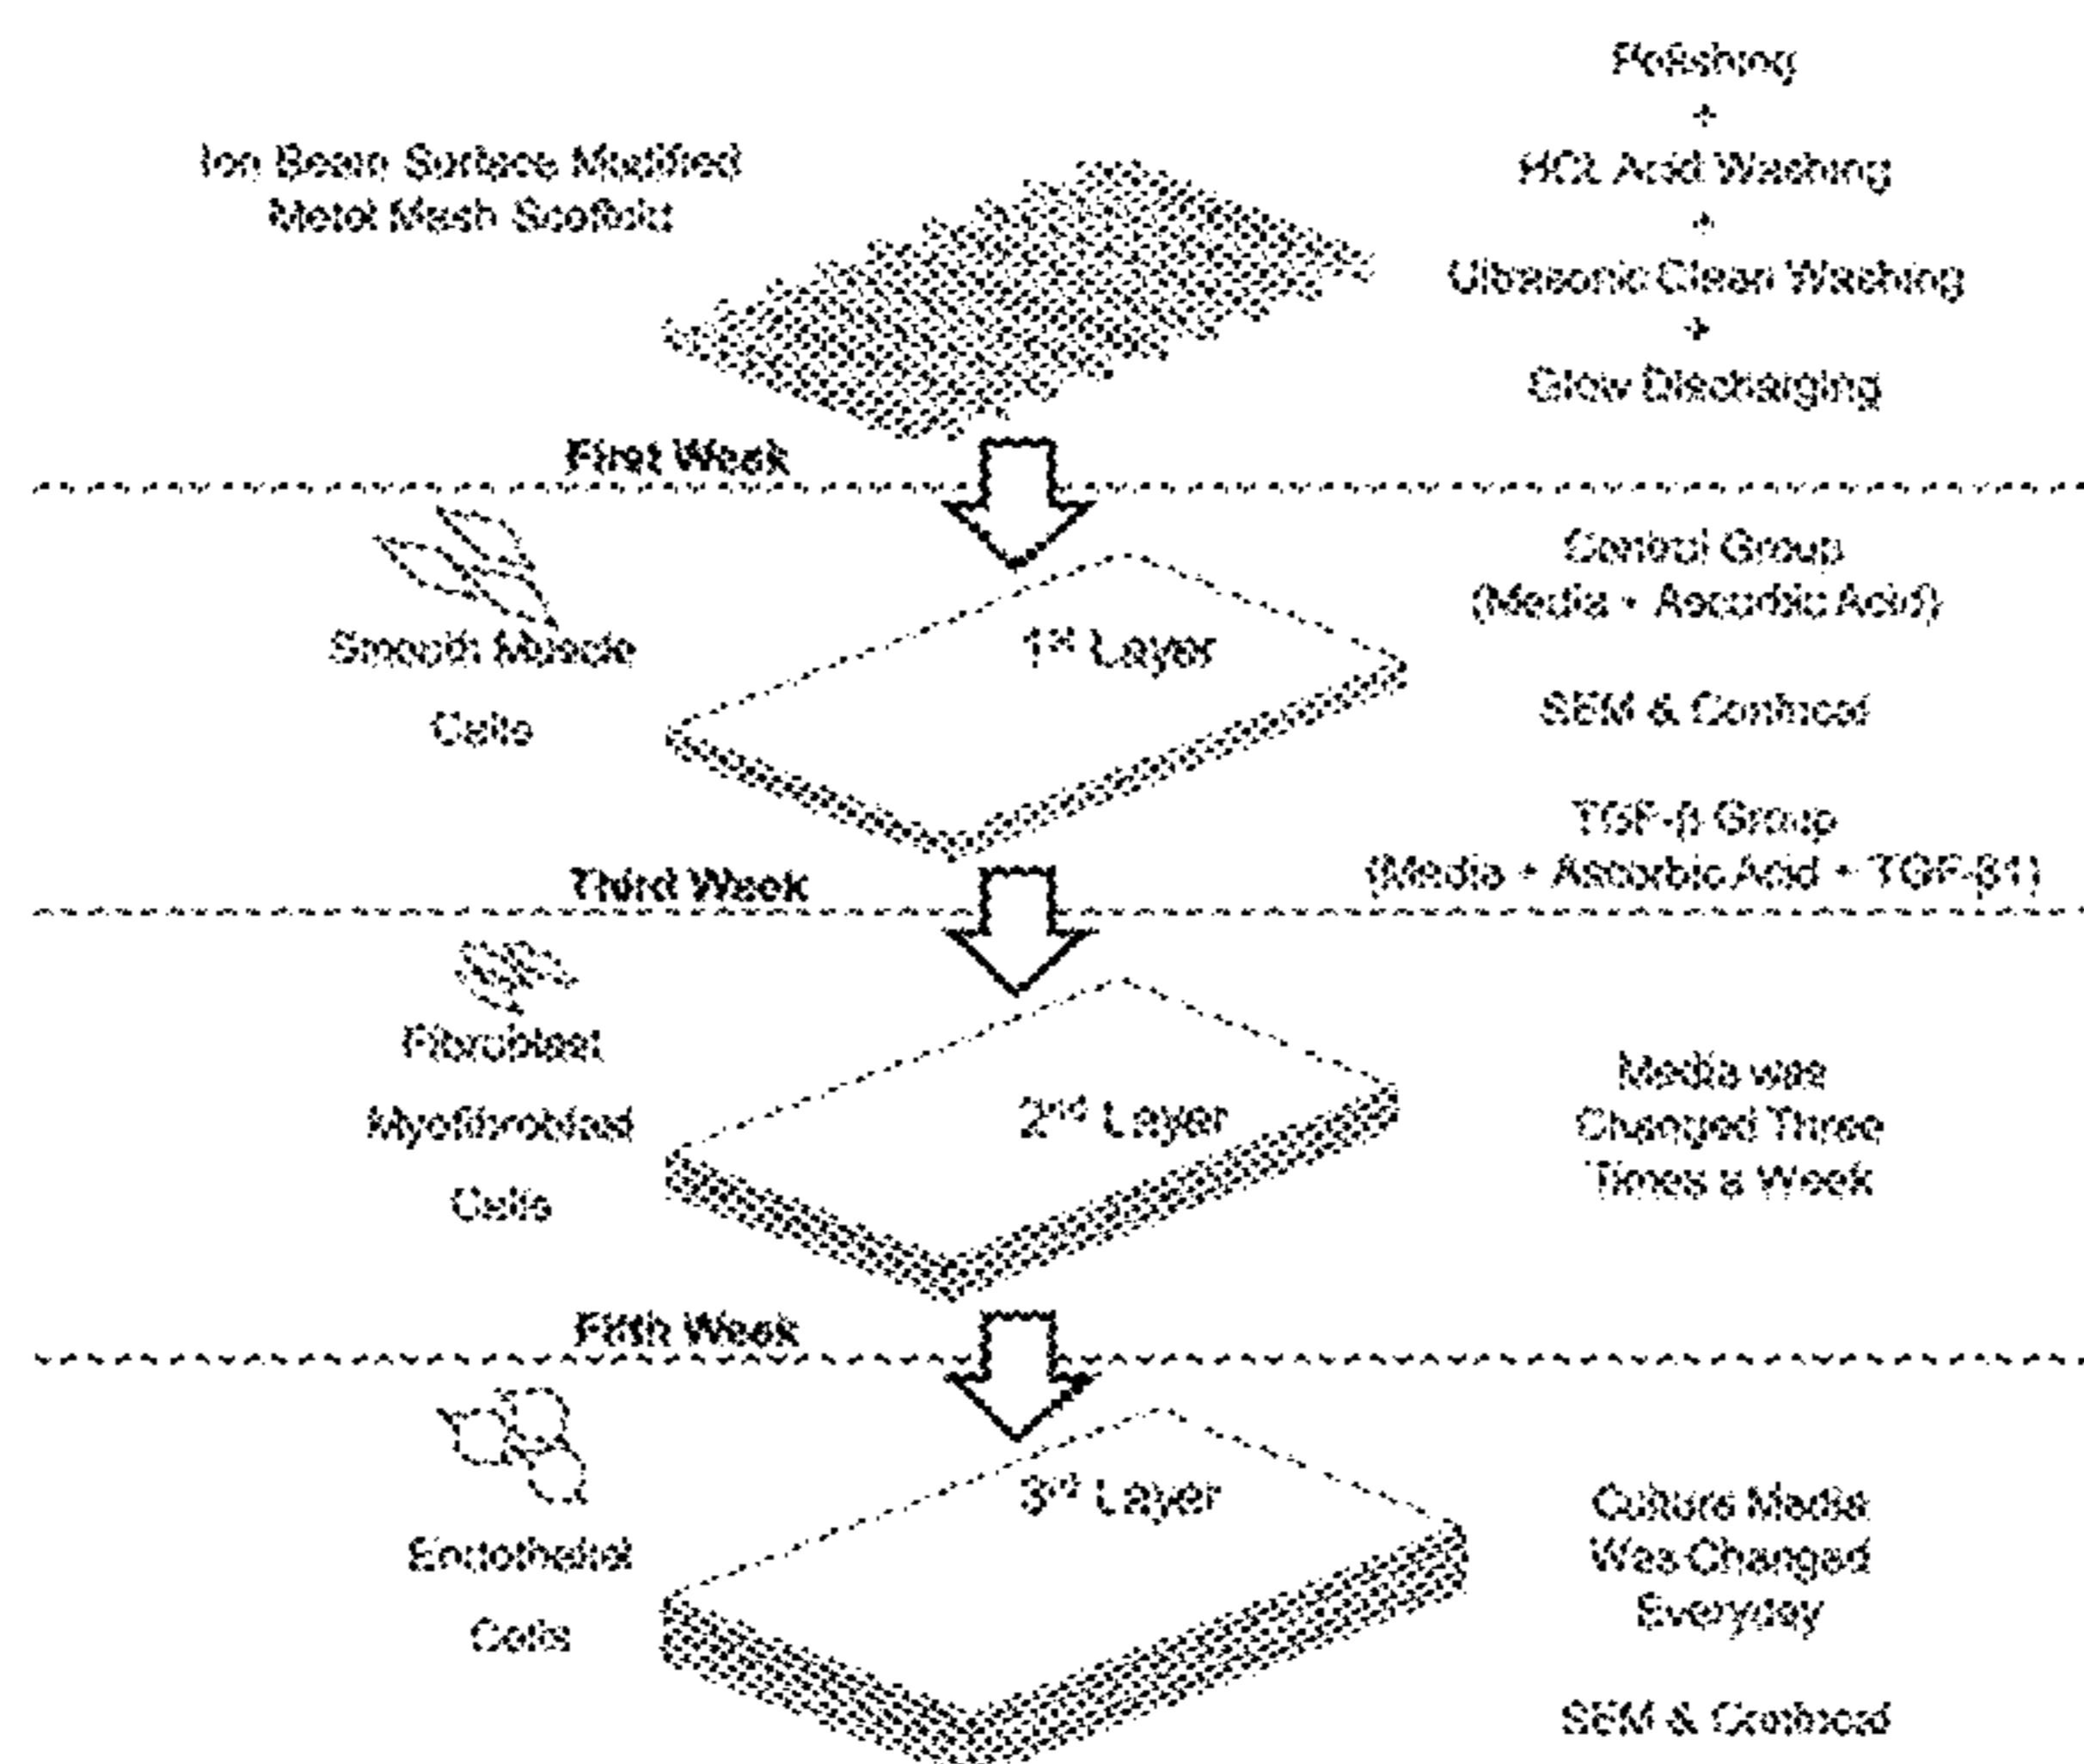 Ion Beam Surface Modified
Metal Mesh Scaffold
Polishing
+
HCL Acid Washing
+
Ultrasonic Clean Washing
+
Glow Discharging
First Week
Smooth Muscle
Cells
1st Layer
Control Group
(Media + Ascorbic Acid)
SEM & Confocal
TGF-β Group
(Media + Ascorbic Acid + TGF-β1)
Third Week
Fibroblast
Myofibroblast
Cells
2nd Layer
Media was
Changed Three
Times a Week
Fifth Week
Endothelial
Cells
3rd Layer
Culture Media
Was Changed
Everyday
SEM & Confocal